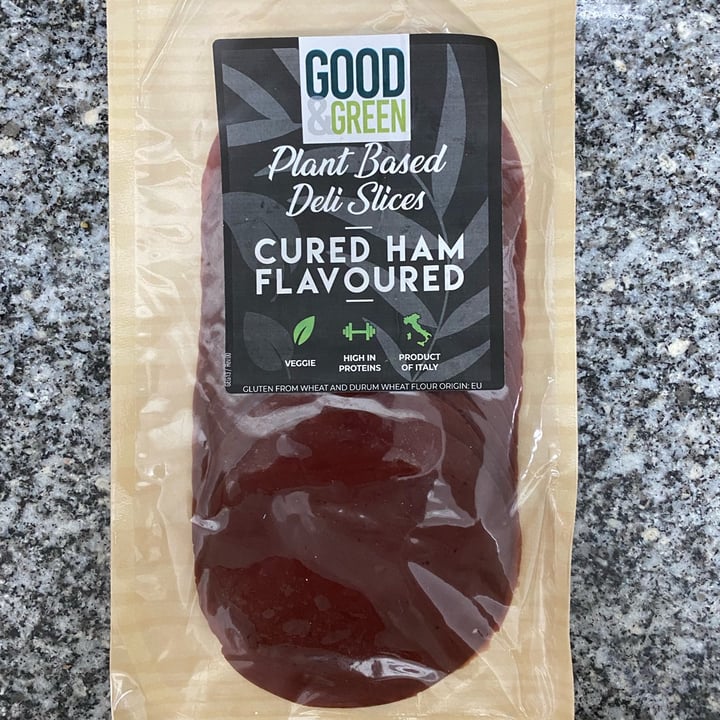 GOOD
&GREEN
Plant Based
Deli Slices
CURED HAM
FLAVOURED
VEGGIE
HIGH IN
PROTEINS
PRODUCT
OF ITALY
GLUTEN FROM WHEAT AND DURUM WHEAT FLOUR ORIGIN: EU